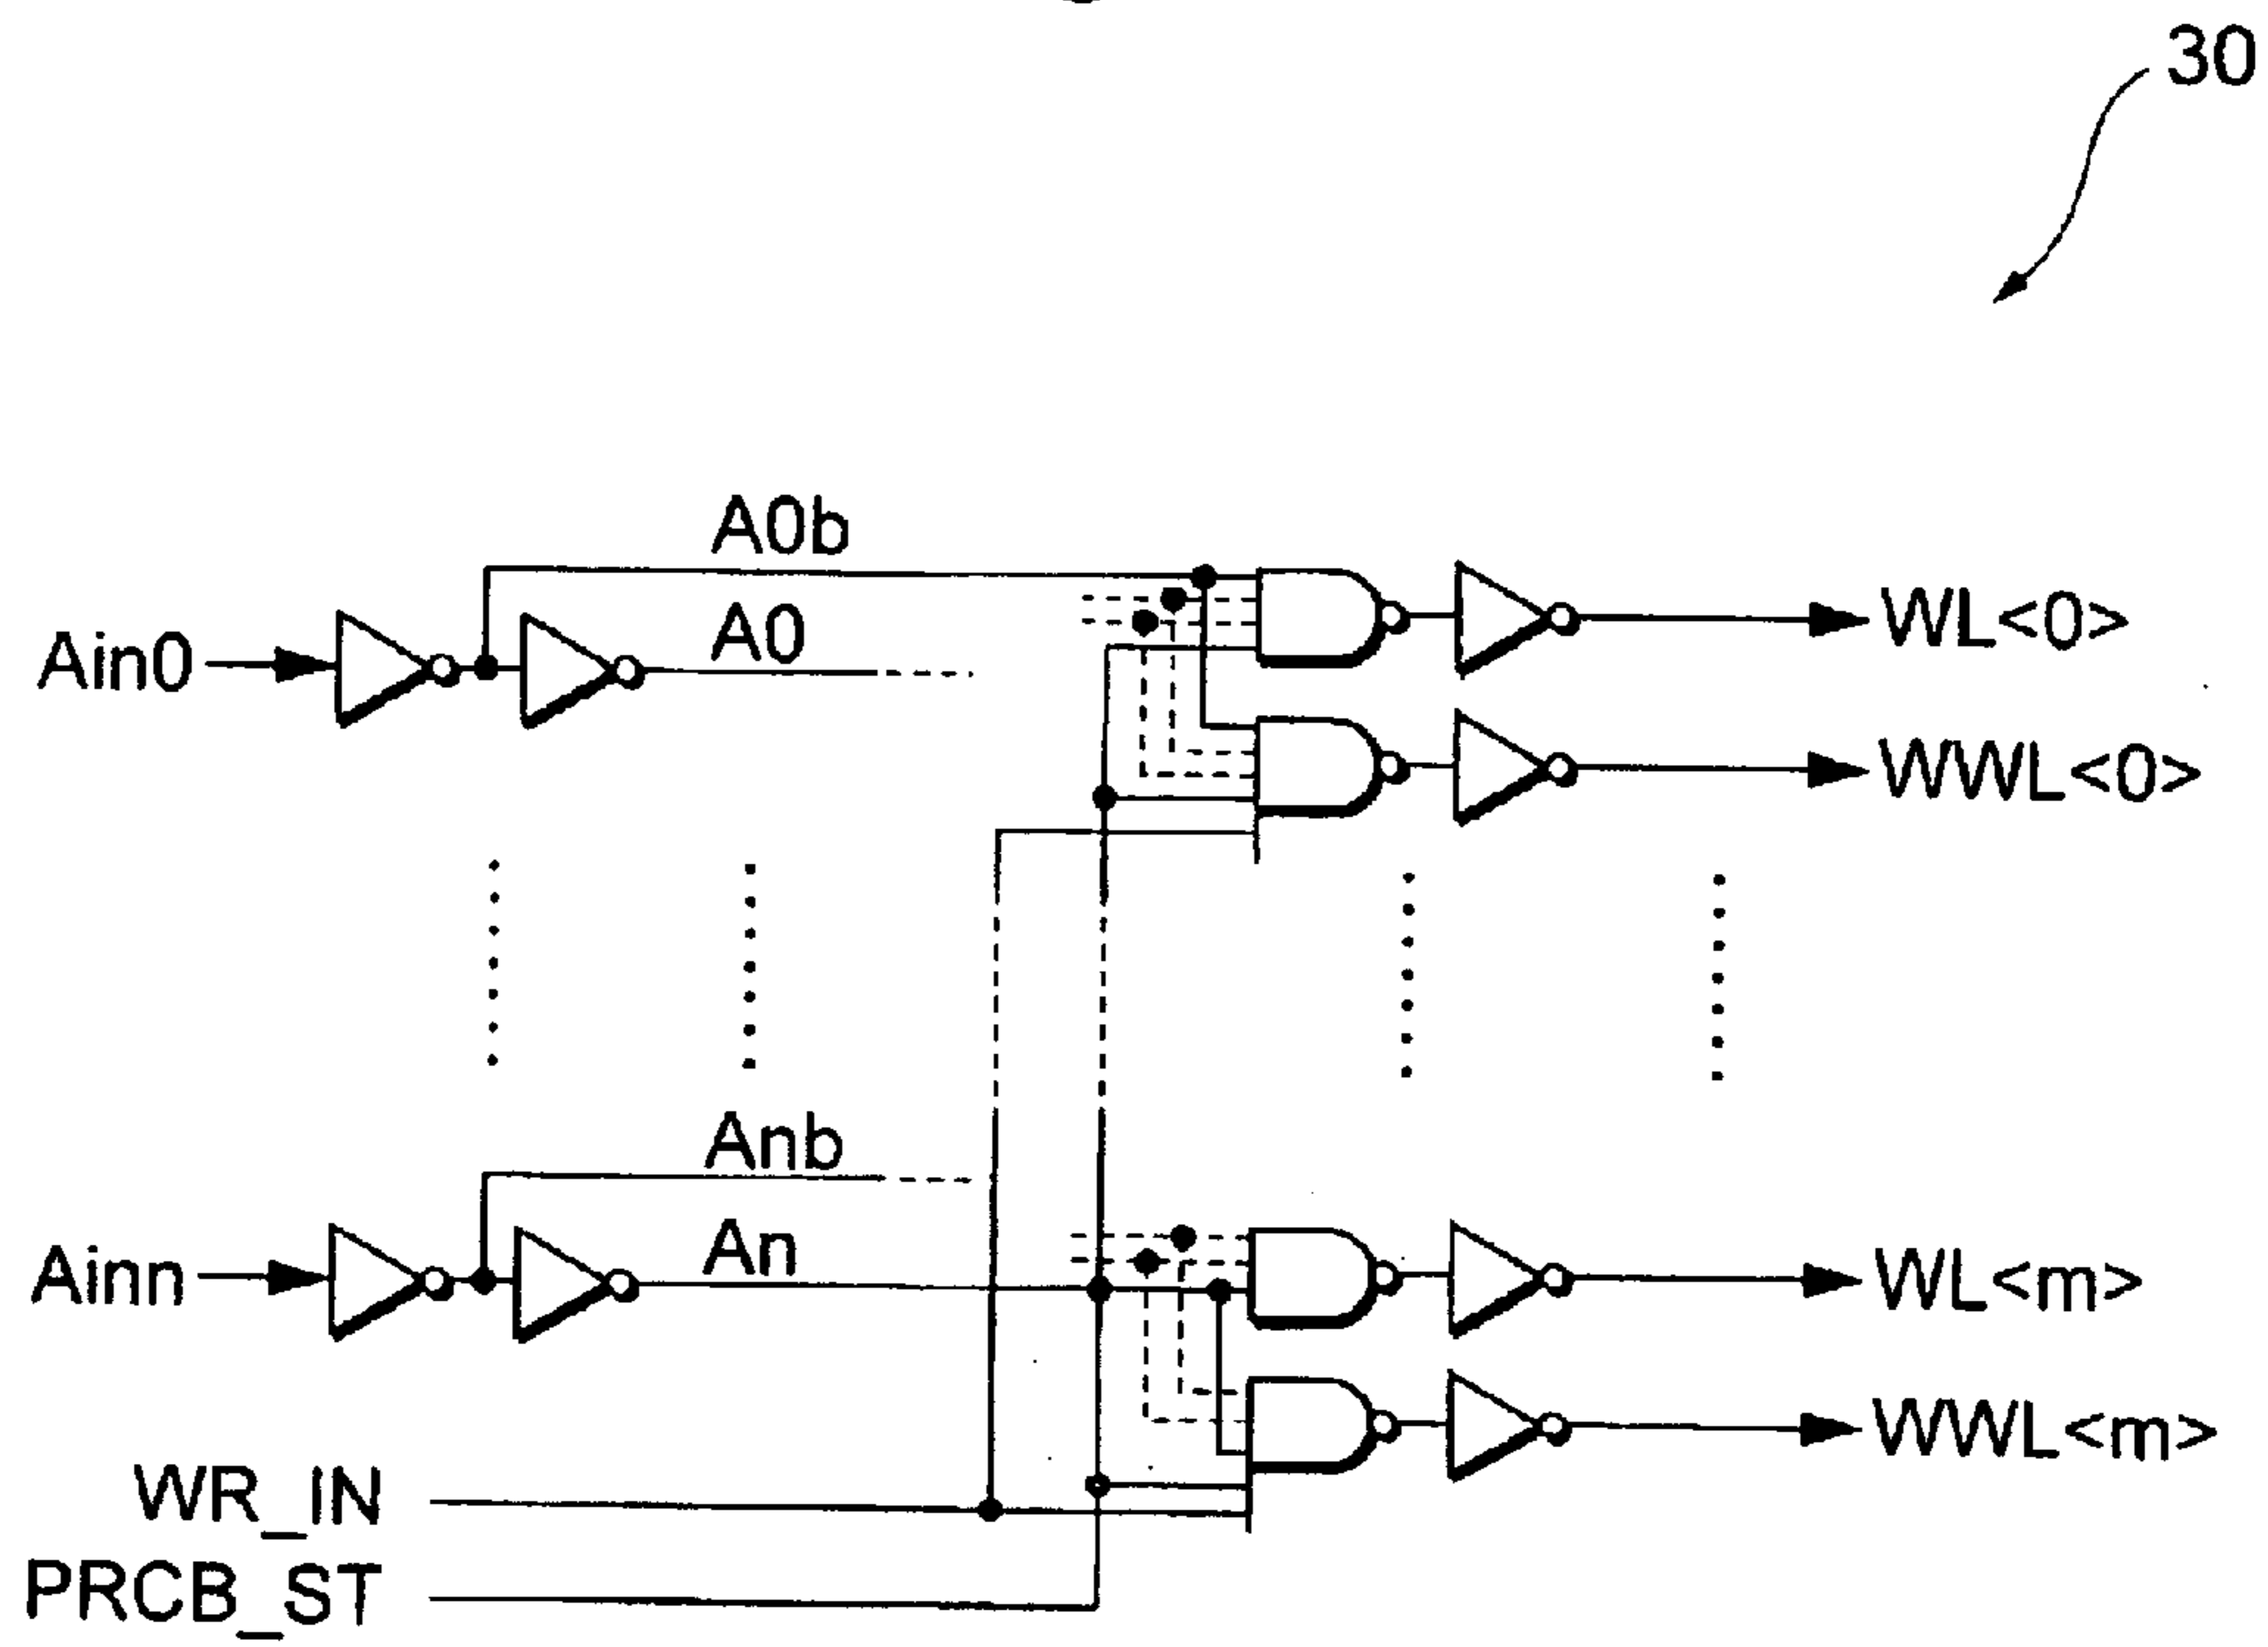 30
A0b
A0
Ain0
WL<0>
WWL<0>
Anb
An
Ainn
WL<m>
WWL<m>
WR_IN
PRCB_ST